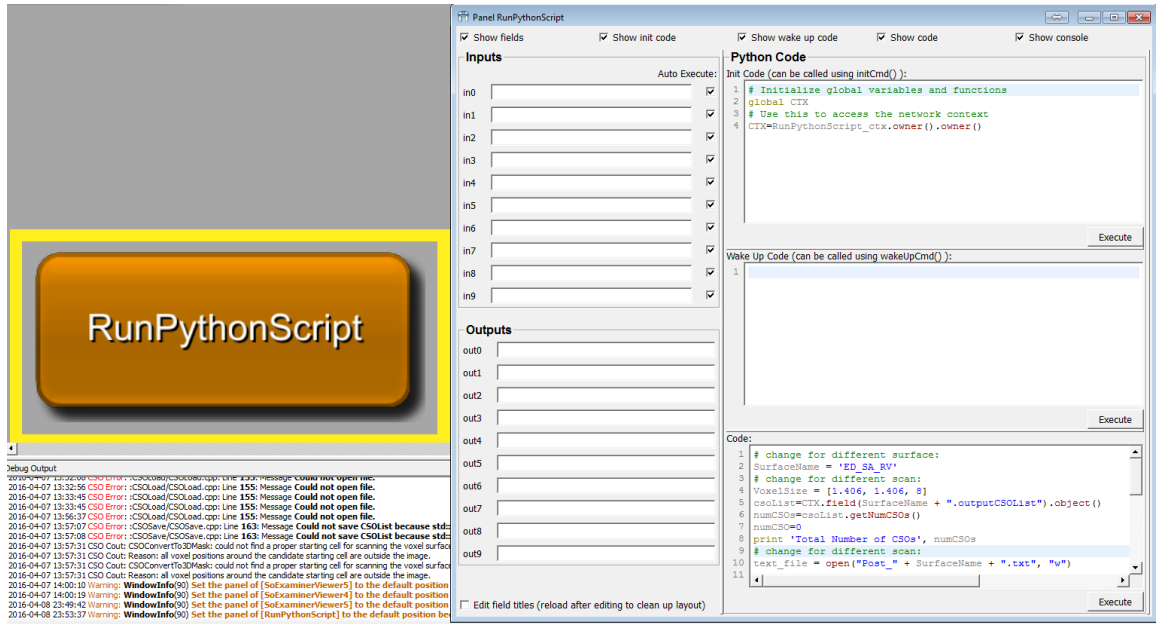 RunPythonScript
Debug Output
2016-04-07 13:32:56 CSO Error: :CSOLoad/CSOLoad.cpp: Line 155: Message Could not open file.
2016-04-07 13:33:45 CSO Error: :CSOLoad/CSOLoad.cpp: Line 155: Message Could not open file.
2016-04-07 13:33:45 CSO Error: :CSOLoad/CSOLoad.cpp: Line 155: Message Could not open file.
2016-04-07 13:56:37 CSO Error: :CSOLoad/CSOLoad.cpp: Line 155: Message Could not open file.
2016-04-07 13:57:07 CSO Error: :CSOSave/CSOSave.cpp: Line 163: Message Could not save CSOList because std::
2016-04-07 13:57:08 CSO Error: :CSOSave/CSOSave.cpp: Line 163: Message Could not save CSOList because std::
2016-04-07 13:57:31 CSO Cout: CSOConvertTo3DMask: could not find a proper starting cell for scanning the voxel surface
2016-04-07 13:57:31 CSO Cout: Reason: all voxel positions around the candidate starting cell are outside the image.
2016-04-07 13:57:31 CSO Cout: CSOConvertTo3DMask: could not find a proper starting cell for scanning the voxel surface
2016-04-07 13:57:31 CSO Cout: Reason: all voxel positions around the candidate starting cell are outside the image.
2016-04-07 14:00:10 Warning: WindowInfo(90) Set the panel of [SoExaminerViewer5] to the default position
2016-04-07 14:00:19 Warning: WindowInfo(90) Set the panel of [SoExaminerViewer4] to the default position
2016-04-08 23:49:42 Warning: WindowInfo(90) Set the panel of [SoExaminerViewer5] to the default position
2016-04-08 23:53:37 Warning: WindowInfo(90) Set the panel of [RunPythonScript] to the default position be
Panel RunPythonScript
Show fields Show init code Show wake up code Show code Show console
Inputs
Auto Execute:
in0
in1
in2
in3
in4
in5
in6
in7
in8
in9
Outputs
out0
out1
out2
out3
out4
out5
out6
out7
out8
out9
Edit field titles (reload after editing to clean up layout)
Python Code
Init Code (can be called using initCmd() ):
1 # Initialize global variables and functions
2 global CTX
3 # Use this to access the network context
4 CTX=RunPythonScript_ctx.owner().owner()
Execute
Wake Up Code (can be called using wakeUpCmd() ):
1
Execute
Code:
1 # change for different surface:
2 SurfaceName = 'ED_SA_RV'
3 # change for different scan:
4 VoxelSize = [1.406, 1.406, 8]
5 csoList=CTX.field(SurfaceName + ".outputCSOList").object()
6 numCSOs=csoList.getNumCSOs()
7 numCSO=0
8 print 'Total Number of CSOs', numCSOs
9 # change for different scan:
10 text_file = open("Post_" + SurfaceName + ".txt", "w")
11
Execute